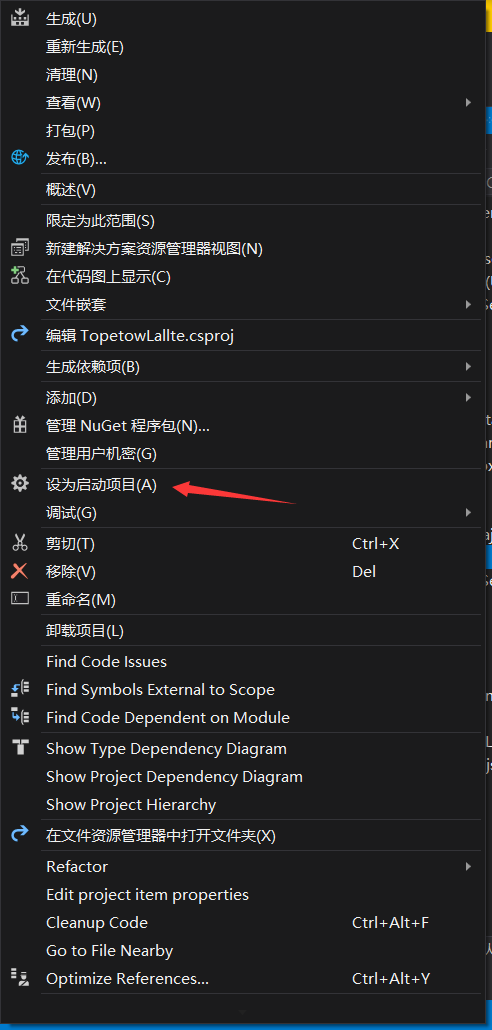 生成(U)
重新生成(E)
清理(N)
查看(W)
打包(P)
发布(B)...
概述(V)
限定为此范围(S)
新建解决方案资源管理器视图(N)
在代码图上显示(C)
文件嵌套
编辑 TopetowLallte.csproj
生成依赖项(B)
添加(D)
管理 NuGet 程序包(N)...
管理用户机密(G)
设为启动项目(A)
调试(G)
剪切(T) Ctrl+X
移除(V) Del
重命名(M)
卸载项目(L)
Find Code Issues
Find Symbols External to Scope
Find Code Dependent on Module
Show Type Dependency Diagram
Show Project Dependency Diagram
Show Project Hierarchy
在文件资源管理器中打开文件夹(X)
Refactor
Edit project item properties
Cleanup Code Ctrl+Alt+F
Go to File Nearby
Optimize References... Ctrl+Alt+Y